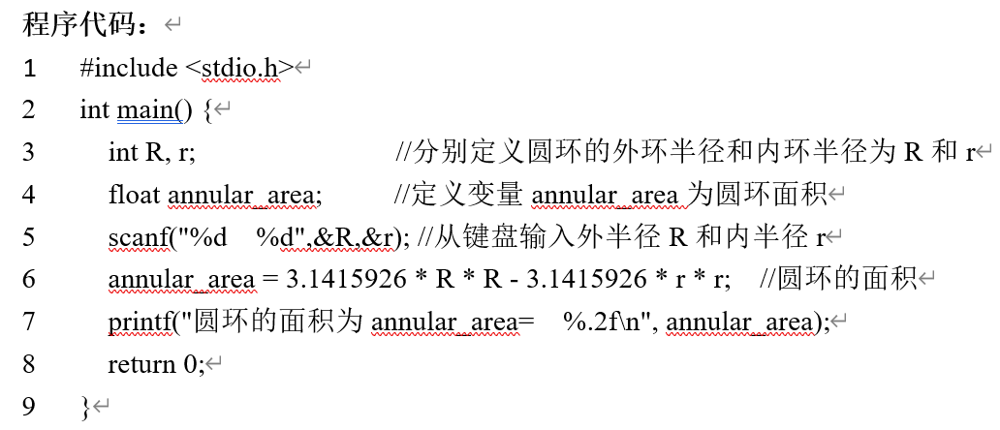 程序代码：
1 #include <stdio.h>
2 int main() {
3 int R, r; //分别定义圆环的外环半径和内环半径为 R 和 r
4 float annular_area; //定义变量 annular_area 为圆环面积
5 scanf("%d %d",&R,&r); //从键盘输入外半径 R 和内半径 r
6 annular_area = 3.1415926 * R * R - 3.1415926 * r * r; //圆环的面积
7 printf("圆环的面积为 annular_area= %.2f\n", annular_area);
8 return 0;
9 }